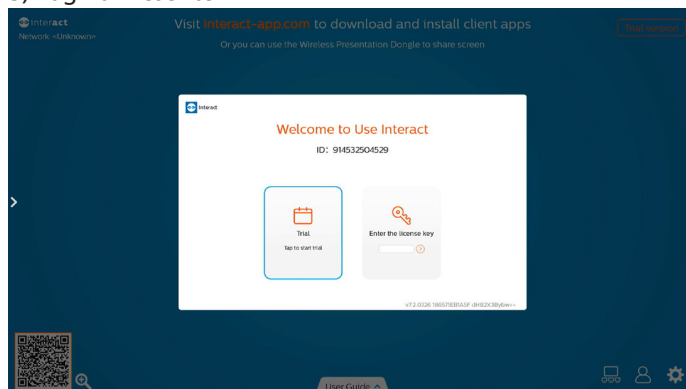 Interact
Network <Unknown>
Visit interact-app.com to download and install client apps
Or you can use the Wireless Presentation Dongle to share screen
Trial version
Interact
Welcome to Use Interact
ID: 914532504529
Trial
Tap to start trial
Enter the license key
User Guide